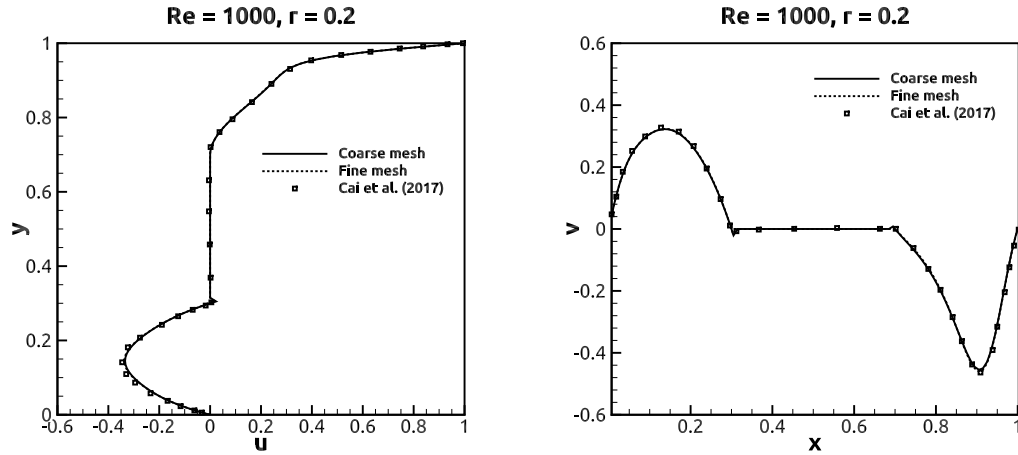 Re = 1000, r = 0.2
1
0.8
0.6
0.4
0.2
0
y
-0.6
-0.4
-0.2
0
0.2
0.4
0.6
0.8
1
u
Coarse mesh
Fine mesh
Cai et al. (2017)
Re = 1000, r = 0.2
0.6
0.4
0.2
0
-0.2
-0.4
-0.6
v
0.2
0.4
0.6
0.8
1
x
Coarse mesh
Fine mesh
Cai et al. (2017)